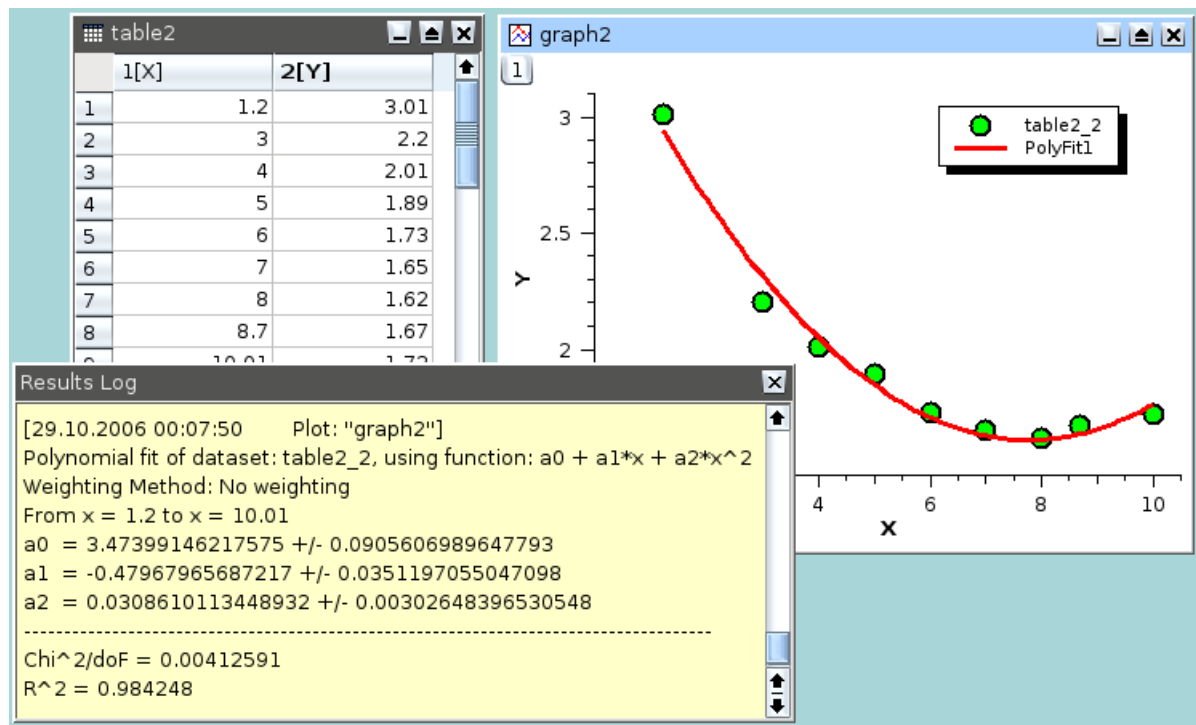 table2
1[X] 2[Y]
1 1.2 3.01
2 3 2.2
3 4 2.01
4 5 1.89
5 6 1.73
6 7 1.65
7 8 1.62
8 8.7 1.67
9 10.01 1.72
graph2
1
3
2.5
2
Y
table2_2
PolyFit1
4 6 8 10
X
Results Log
[29.10.2006 00:07:50 Plot: "graph2"]
Polynomial fit of dataset: table2_2, using function: a0 + a1*x + a2*x^2
Weighting Method: No weighting
From x = 1.2 to x = 10.01
a0 = 3.47399146217575 +/- 0.0905606989647793
a1 = -0.47967965687217 +/- 0.0351197055047098
a2 = 0.0308610113448932 +/- 0.00302648396530548
--------------------------------------------------------------------------------------
Chi^2/doF = 0.00412591
R^2 = 0.984248